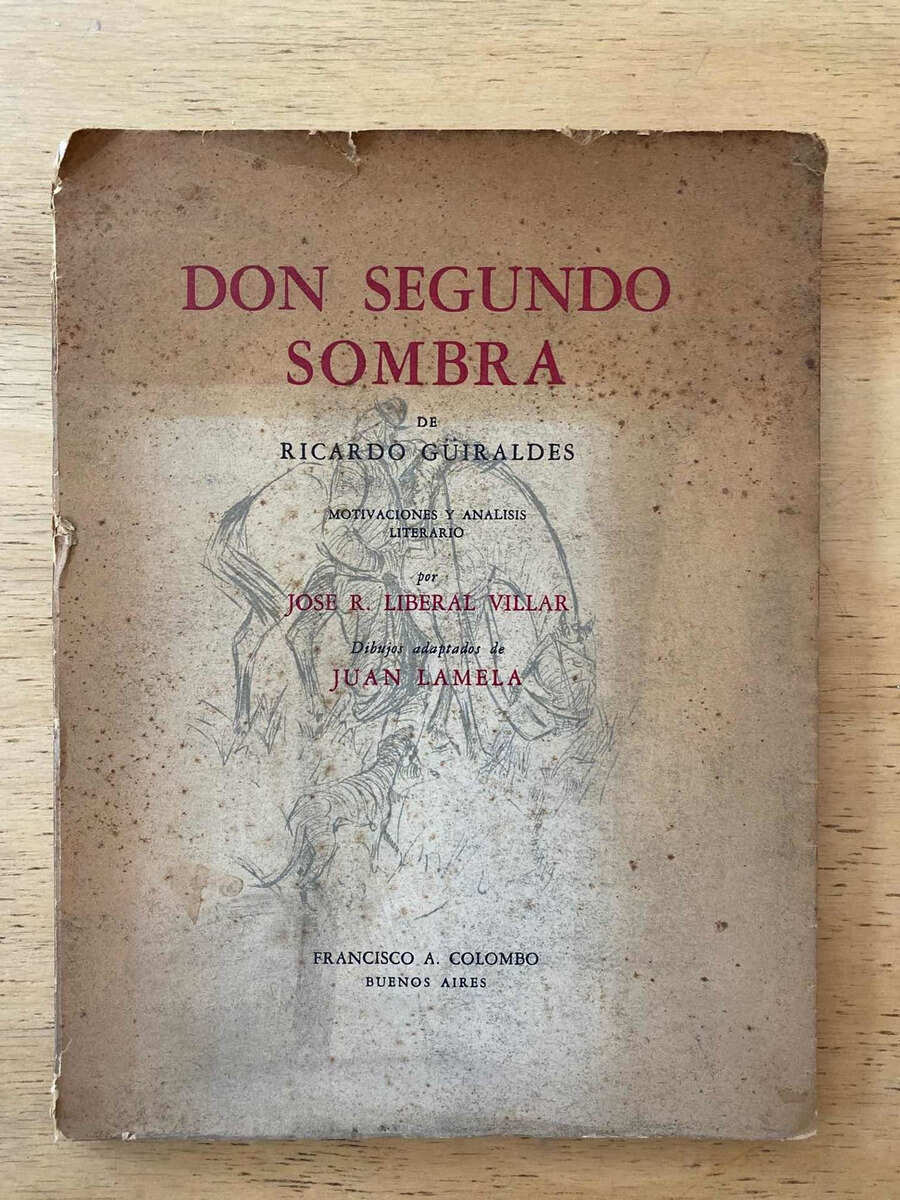 DON SEGUNDO
SOMBRA
DE
RICARDO GÜIRALDES
MOTIVACIONES Y ANALISIS
LITERARIO
por
JOSE R. LIBERAL VILLAR
Dibujos adaptados de
JUAN LAMELA
FRANCISCO A. COLOMBO
BUENOS AIRES